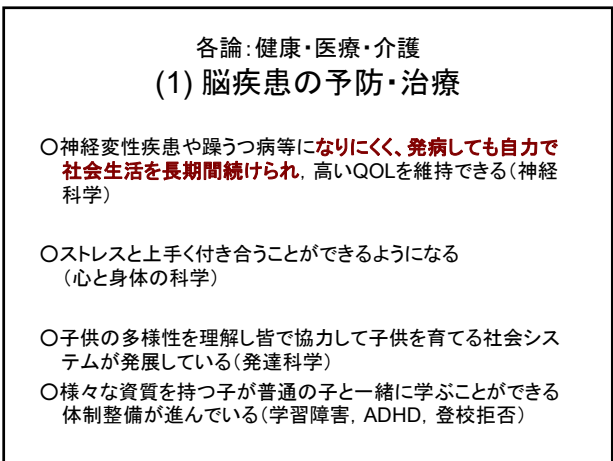 各論:健康・医療・介護
(1) 脳疾患の予防・治療
○神経変性疾患や躁うつ病等になりにくく、発病しても自力で
社会生活を長期間続けられ，高いQOLを維持できる(神経
科学)
○ストレスと上手く付き合うことができるようになる
(心と身体の科学)
○子供の多様性を理解し皆で協力して子供を育てる社会シス
テムが発展している(発達科学)
○様々な資質を持つ子が普通の子と一緒に学ぶことができる
体制整備が進んでいる(学習障害，ADHD，登校拒否)